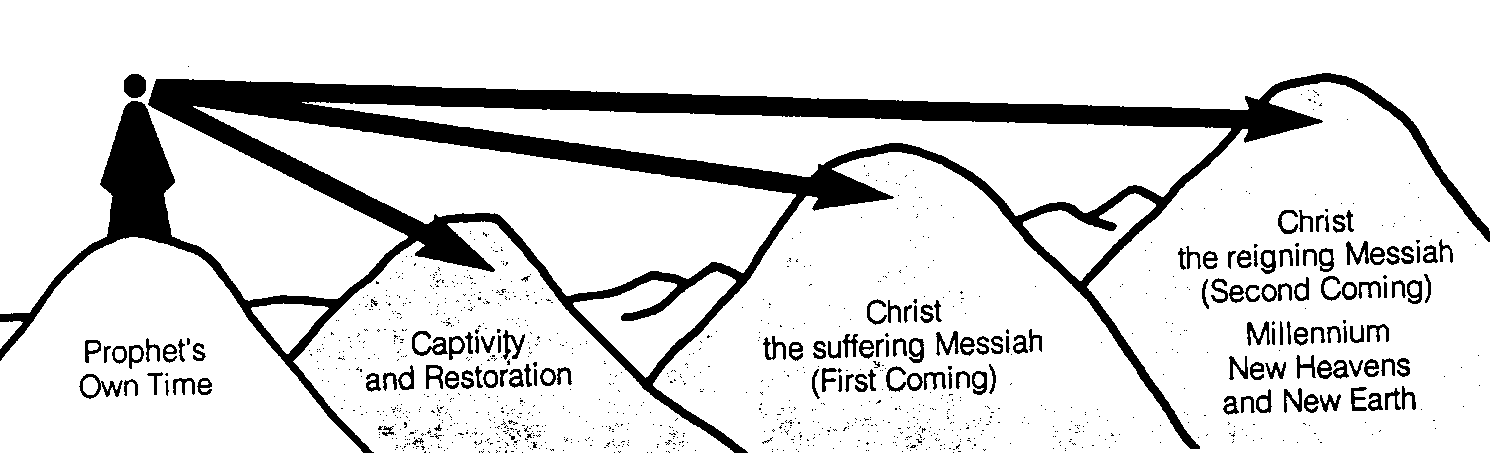 Prophet's
Own Time
Captivity
and Restoration
Christ
the suffering Messiah
(First Coming)
Christ
the reigning Messiah
(Second Coming)
Millennium
New Heavens
and New Earth